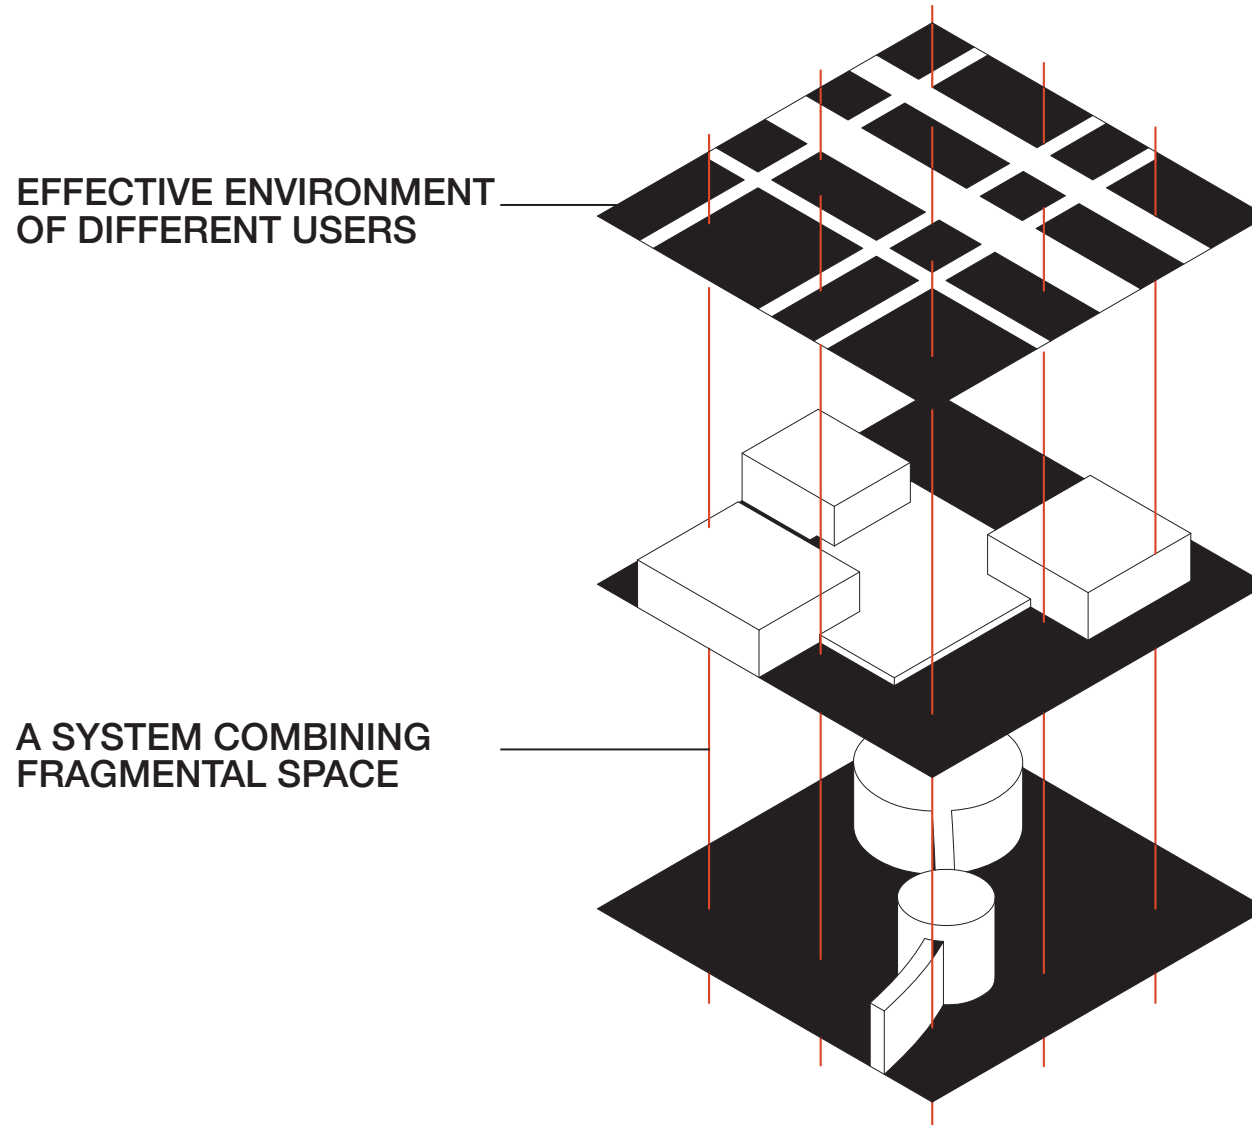 EFFECTIVE ENVIRONMENT
OF DIFFERENT USERS
A SYSTEM COMBINING
FRAGMENTAL SPACE